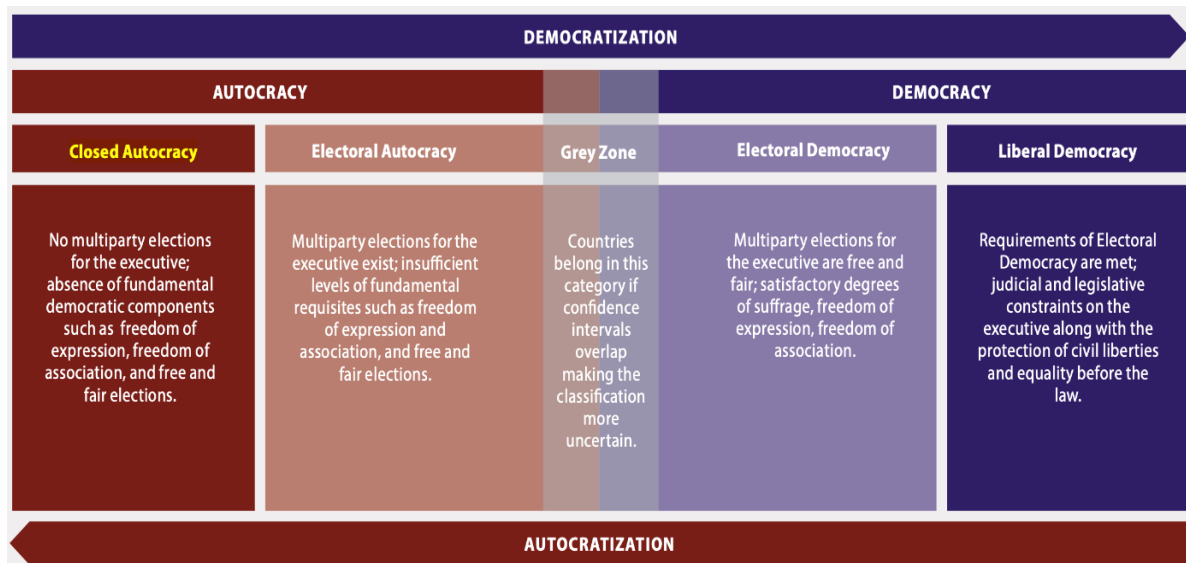 DEMOCRATIZATION
AUTOCRACY
DEMOCRACY
Closed Autocracy
Electoral Autocracy
Grey Zone
Electoral Democracy
Liberal Democracy
No multiparty elections
for the executive;
absence of fundamental
democratic components
such as freedom of
expression, freedom of
association, and free and
fair elections.
Multiparty elections for the
executive exist; insufficient
levels of fundamental
requisites such as freedom
of expression and
association, and free and
fair elections.
Countries
belong in this
category if
confidence
intervals
overlap
making the
classification
more
uncertain.
Multiparty elections for
the executive are free and
fair; satisfactory degrees
of suffrage, freedom of
expression, freedom of
association.
Requirements of Electoral
Democracy are met;
judicial and legislative
constraints on the
executive along with the
protection of civil liberties
and equality before the
law.
AUTOCRATIZATION